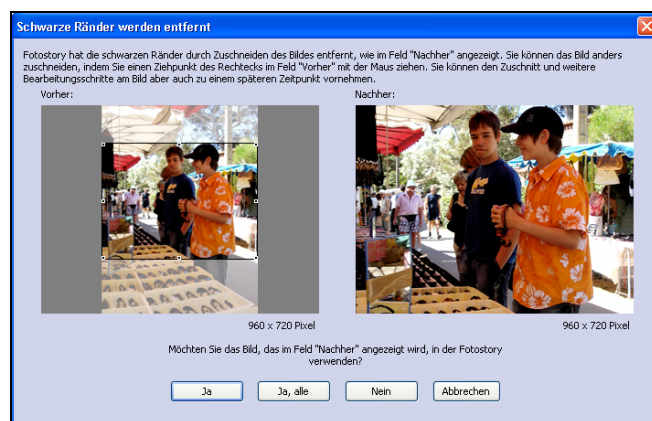 Schwarze Ränder werden entfernt
Fotostory hat die schwarzen Ränder durch Zuschneiden des Bildes entfernt, wie im Feld "Nachher" angezeigt. Sie können das Bild anders
zuschneiden, indem Sie einen Ziehpunkt des Rechtecks im Feld "Vorher" mit der Maus ziehen. Sie können den Zuschnitt und weitere
Bearbeitungsschritte am Bild aber auch zu einem späteren Zeitpunkt vornehmen.
Vorher: Nachher:
960 x 720 Pixel 960 x 720 Pixel
Möchten Sie das Bild, das im Feld "Nachher" angezeigt wird, in der Fotostory
verwenden?
Ja Ja, alle Nein Abbrechen